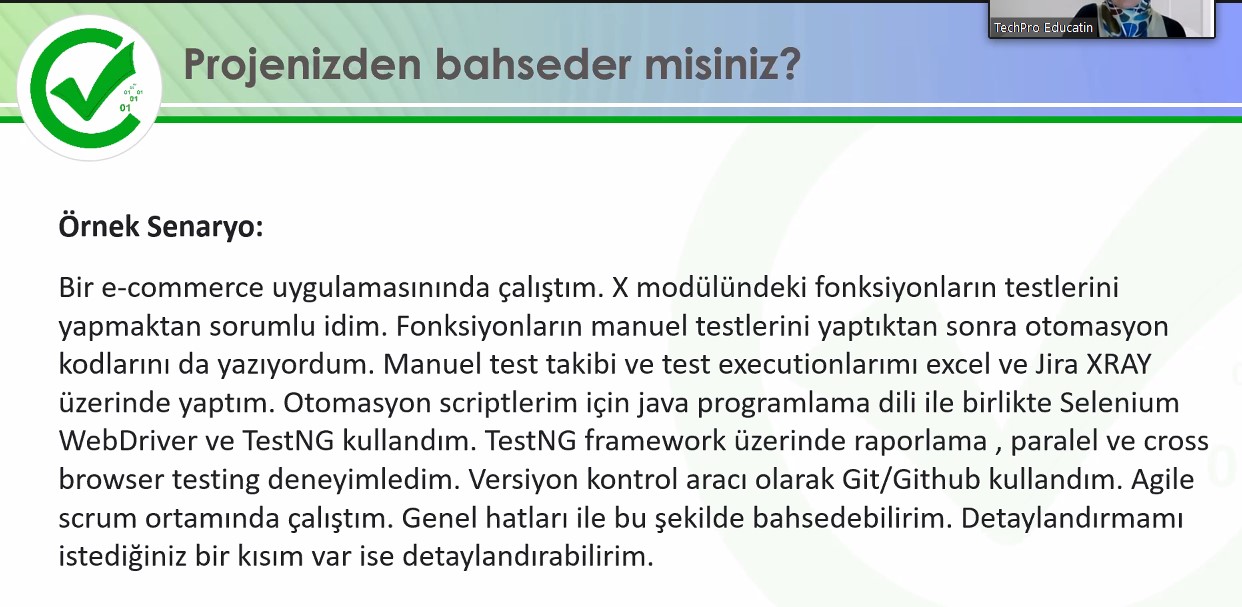 TechPro Educatin
Projenizden bahseder misiniz?
01 01
01
01
Örnek Senaryo:
Bir e-commerce uygulamasınında çalıştım. X modülündeki fonksiyonların testlerini
yapmaktan sorumlu idim. Fonksiyonların manuel testlerini yaptıktan sonra otomasyon
kodlarını da yazıyordum. Manuel test takibi ve test executionlarımı excel ve Jira XRAY
üzerinde yaptım. Otomasyon scriptlerim için java programlama dili ile birlikte Selenium
WebDriver ve TestNG kullandım. TestNG framework üzerinde raporlama , paralel ve cross
browser testing deneyimledim. Versiyon kontrol aracı olarak Git/Github kullandım. Agile
scrum ortamında çalıştım. Genel hatları ile bu şekilde bahsedebilirim. Detaylandırmamı
istediğiniz bir kısım var ise detaylandırabilirim.